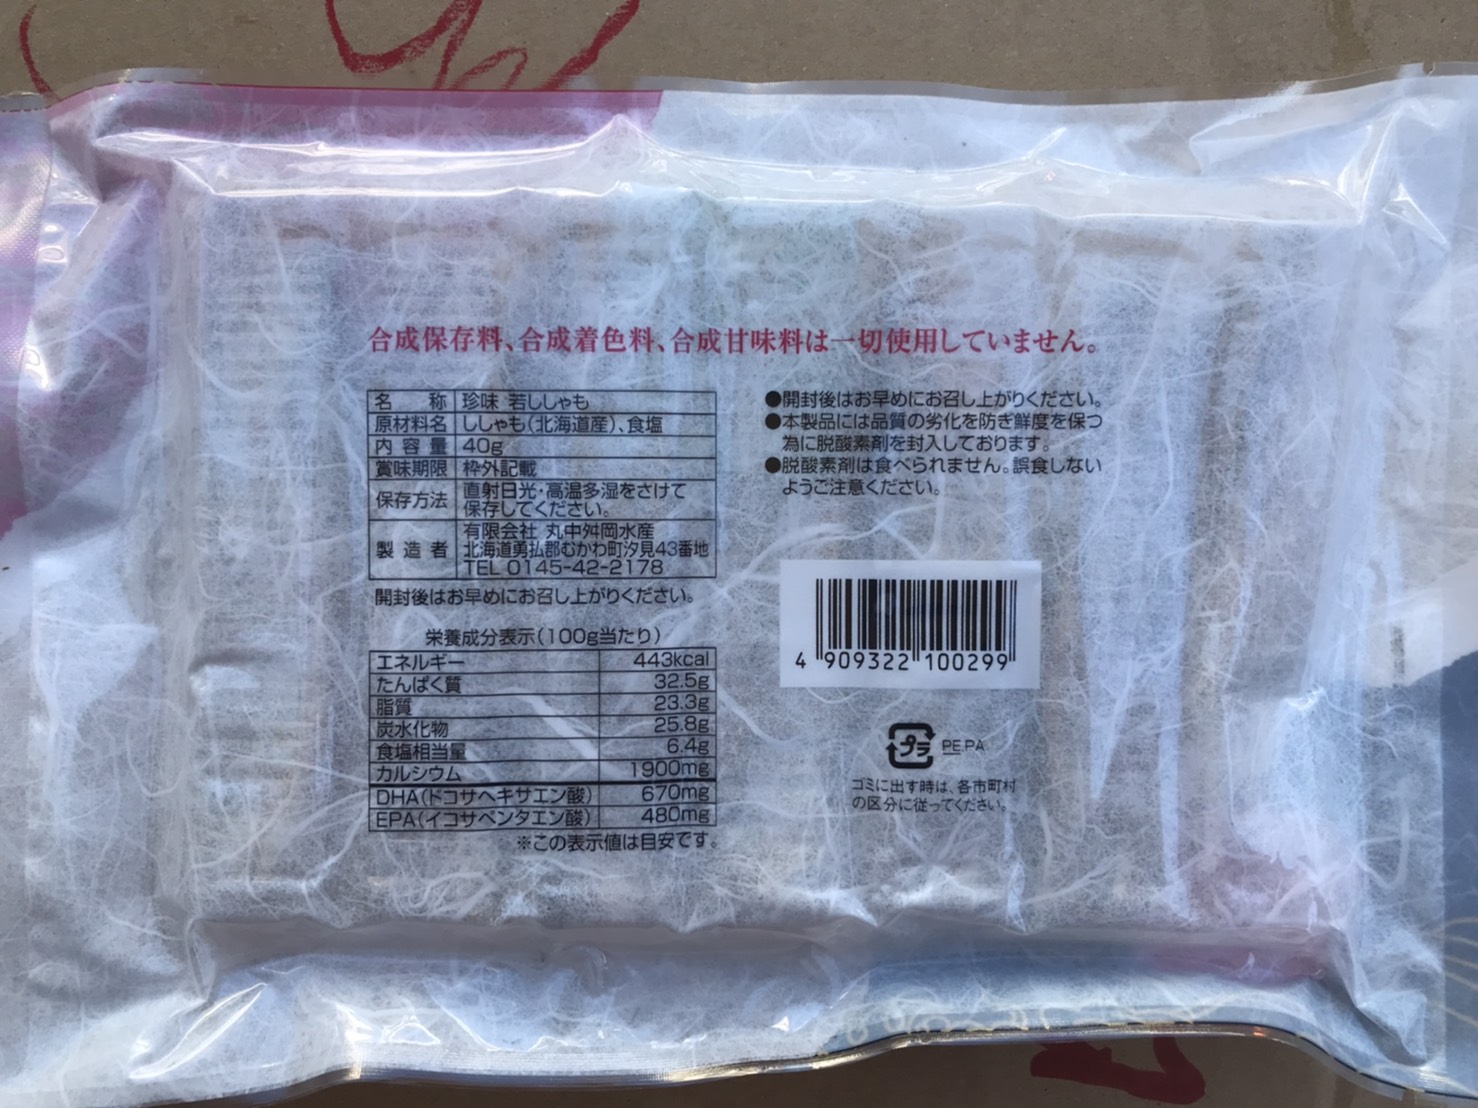 合成保存料、合成着色料、合成甘味料は一切使用していません。
名 称 珍味 若ししゃも
原材料名 ししゃも(北海道産)、食塩
内容量 40g
賞味期限 枠外記載
保存方法 直射日光・高温多湿をさけて
保存してください。
製造者 有限会社 丸中舛岡水産
北海道勇払郡むかわ町汐見43番地
TEL 0145-42-2178
開封後はお早めにお召し上がりください。
栄養成分表示(100g当たり)
エネルギー 443kcal
たんぱく質 32.5g
脂質 23.3g
炭水化物 25.8g
食塩相当量 6.4g
カルシウム 1900mg
DHA(ドコサヘキサエン酸) 670mg
EPA(イコサペンタエン酸) 480mg
※この表示値は目安です。
●開封後はお早めにお召し上がりください。
●本製品には品質の劣化を防ぎ鮮度を保つ
為に脱酸素剤を封入しております。
●脱酸素剤は食べられません。誤食しない
ようご注意ください。
4 909322 100299
プラ PE.PA
ゴミに出す時は、各市町村
の区分に従ってください。